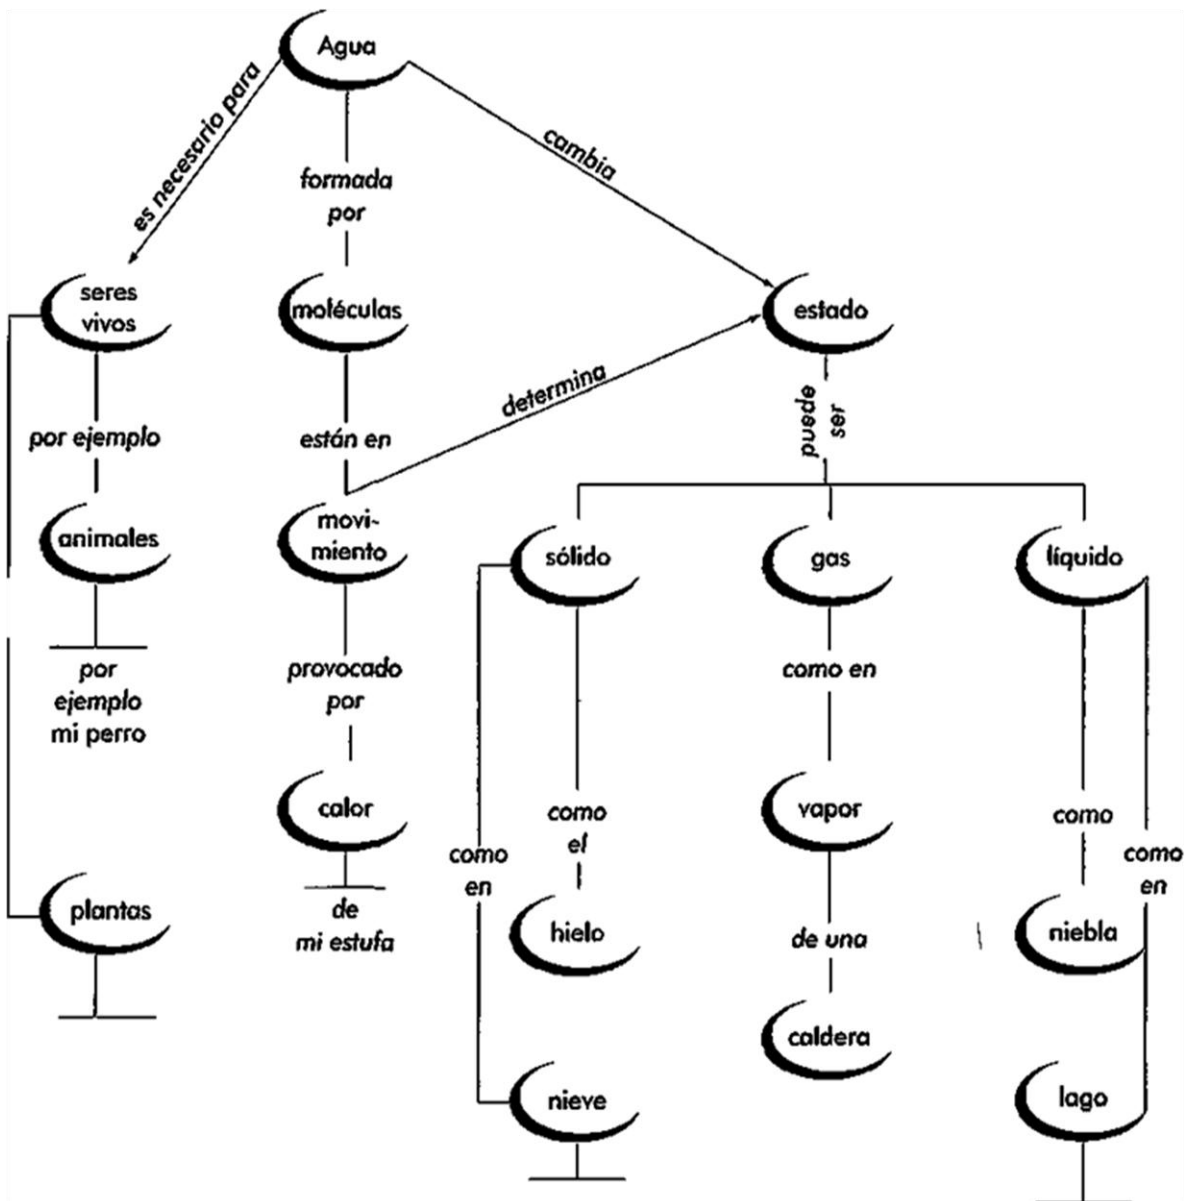 Agua
es necesario para
cambia
formada
por
seres
vivos
moléculas
estado
determina
puede
ser
por ejemplo
están en
animales
movi-
miento
sólido
gas
líquido
por
ejemplo
mi perro
provocado
por
como en
calor
como
el
vapor
como
como
en
como
en
plantas
de
mi estufa
hielo
de una
niebla
caldera
nieve
lago